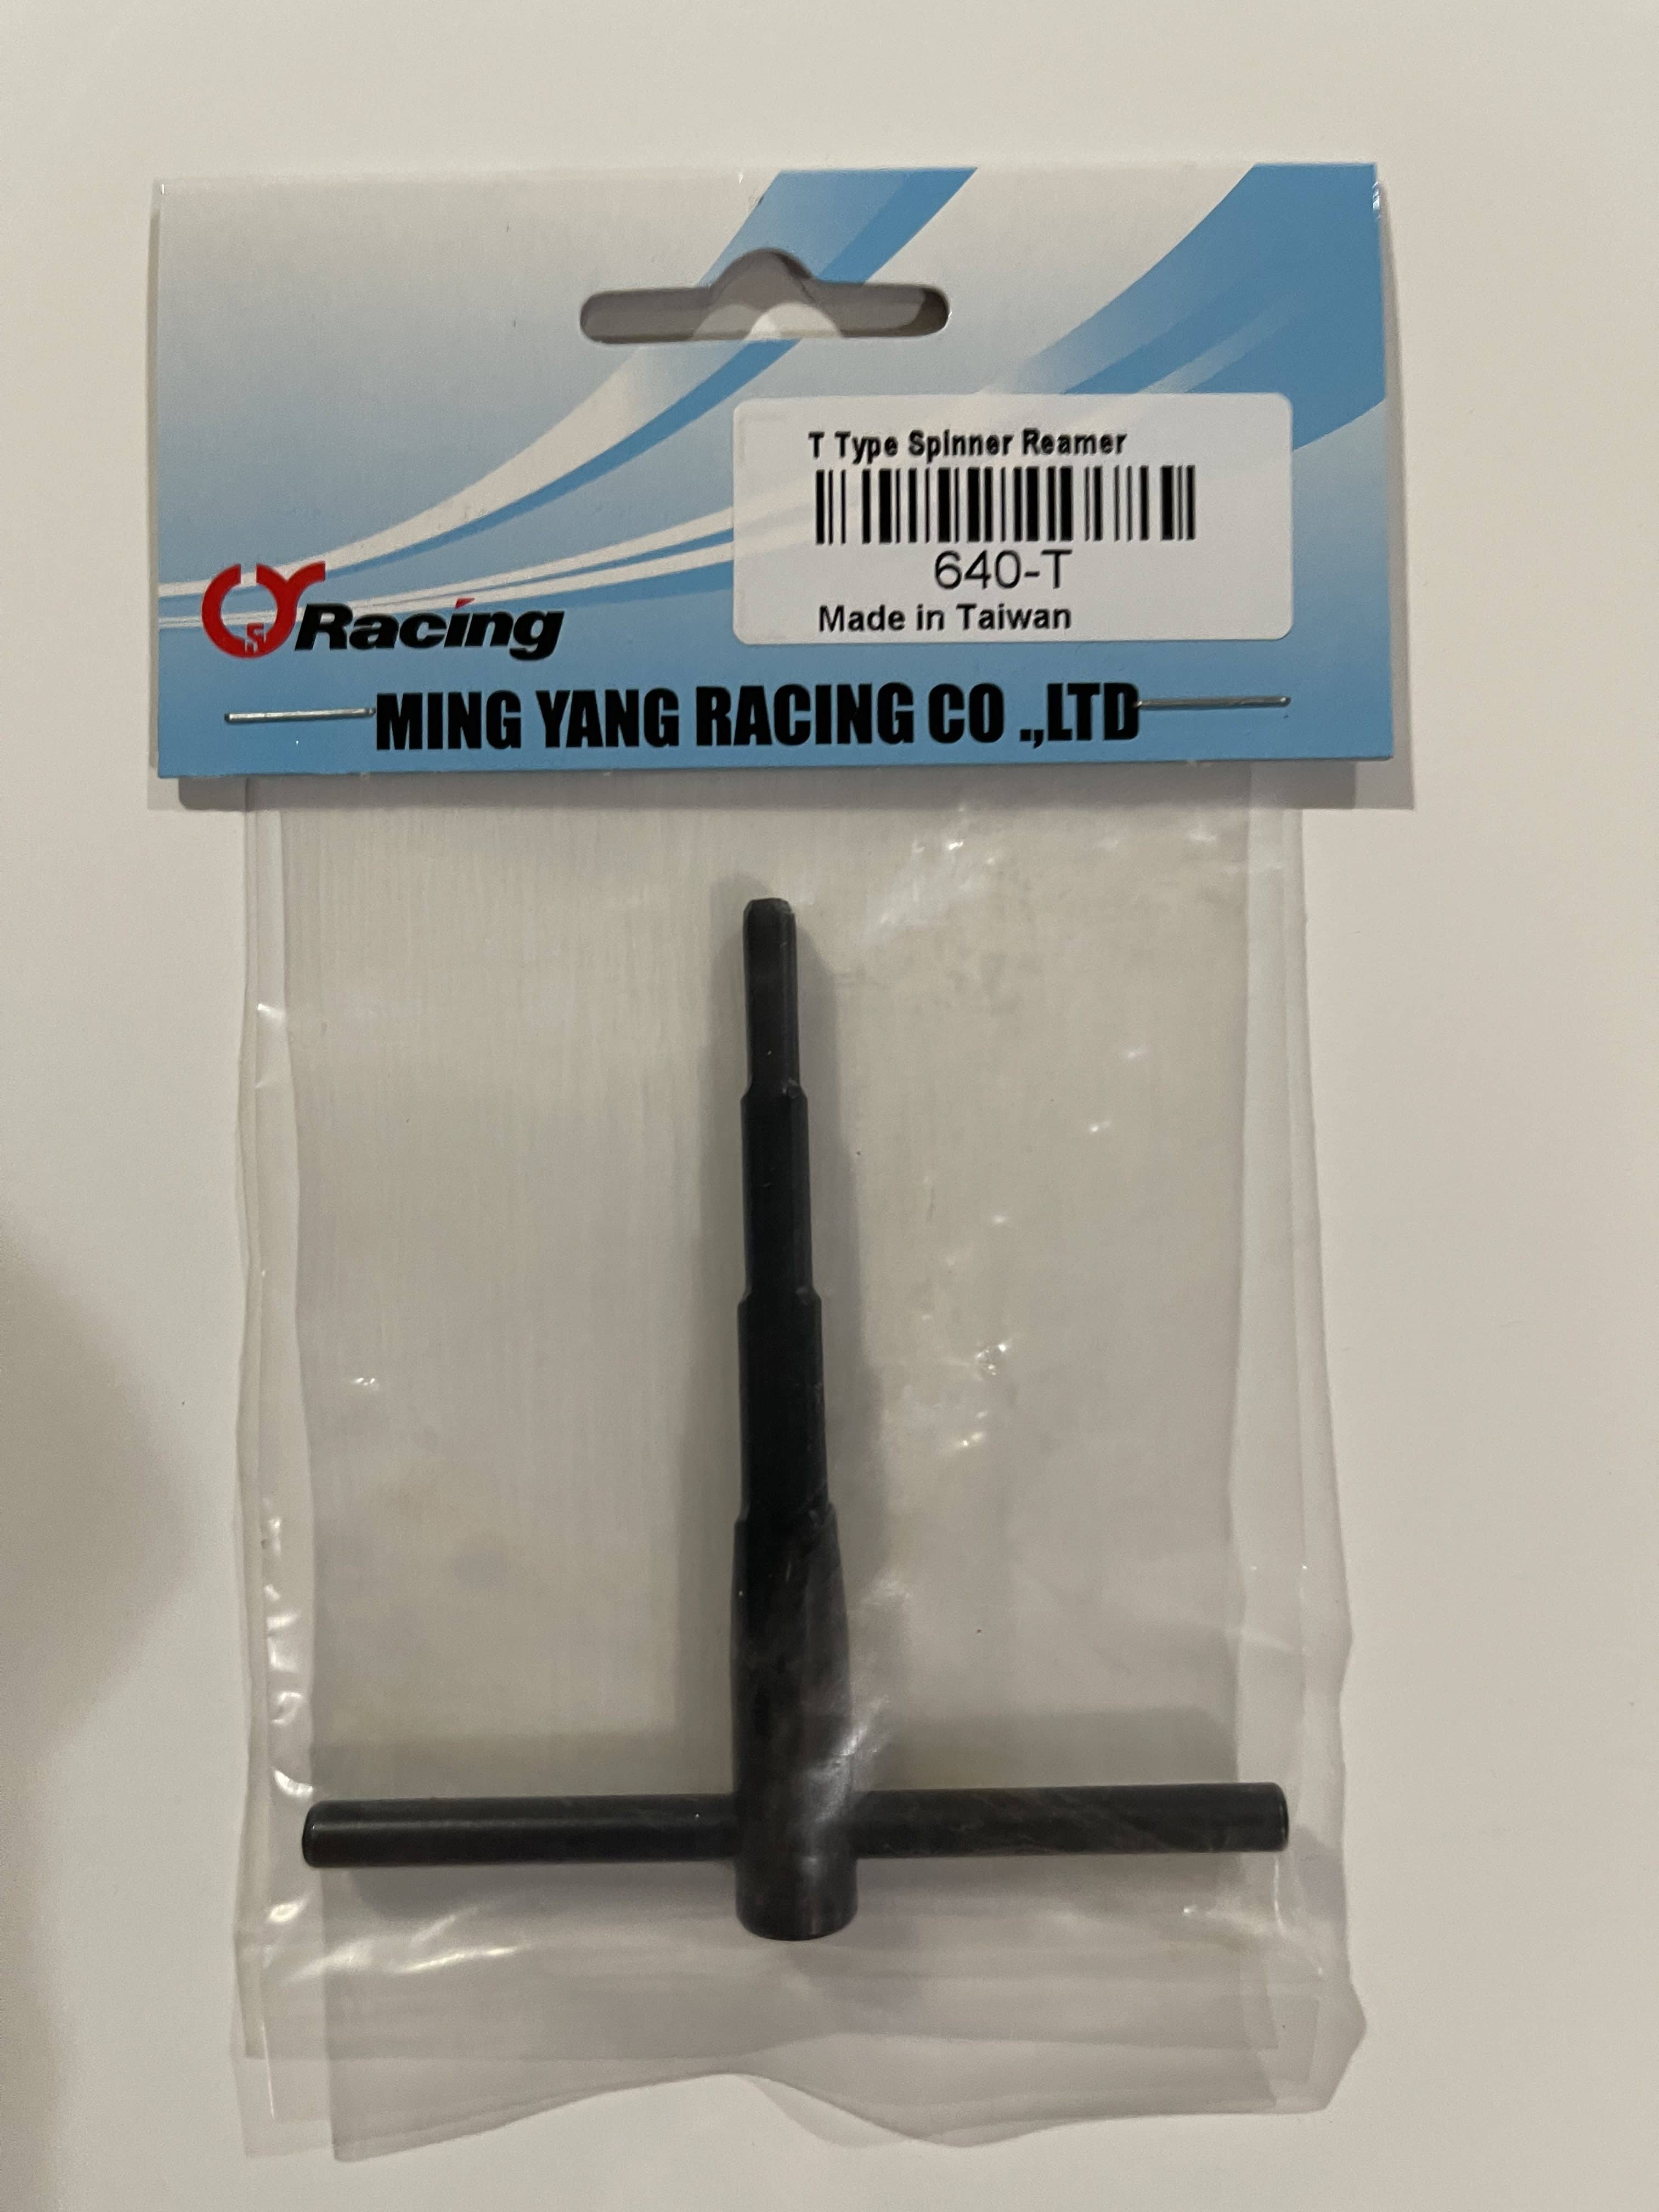 T Type Spinner Reamer
640-T
Made in Taiwan
Racing
MING YANG RACING CO .,LTD